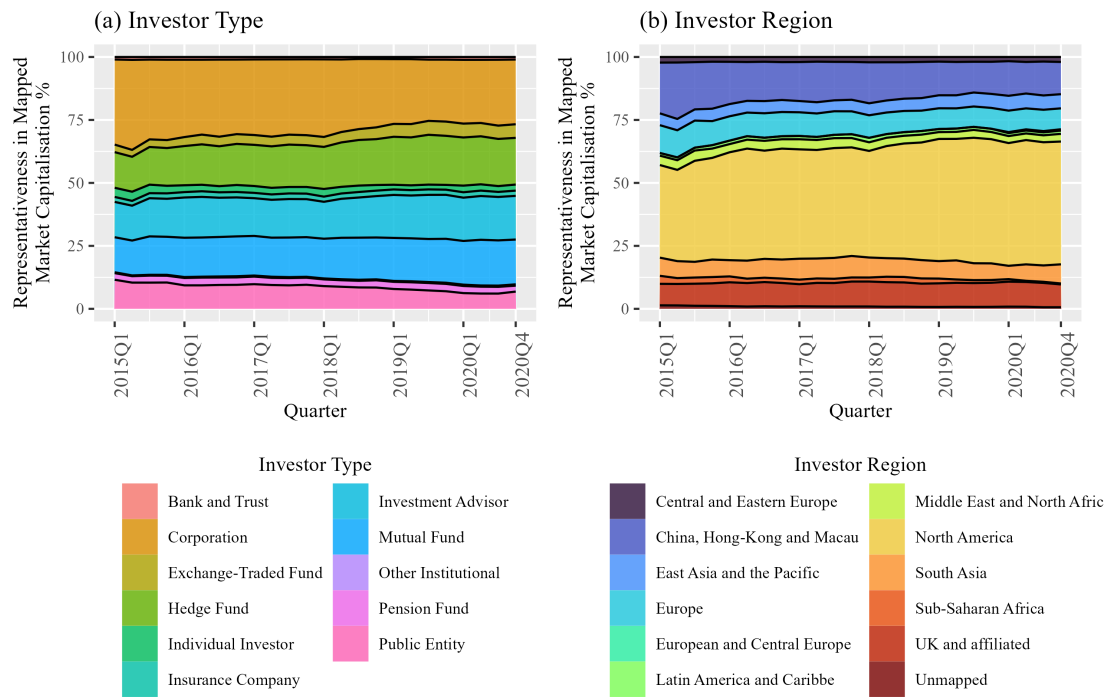 (a) Investor Type
Representativeness in Mapped
Market Capitalisation %
100
75
50
25
0
2015Q1
2016Q1
2017Q1
2018Q1
2019Q1
2020Q1
2020Q4
Quarter
Investor Type
Bank and Trust
Corporation
Exchange-Traded Fund
Hedge Fund
Individual Investor
Insurance Company
Investment Advisor
Mutual Fund
Other Institutional
Pension Fund
Public Entity
(b) Investor Region
Representativeness in Mapped
Market Capitalisation %
100
75
50
25
0
2015Q1
2016Q1
2017Q1
2018Q1
2019Q1
2020Q1
2020Q4
Quarter
Investor Region
Central and Eastern Europe
China, Hong-Kong and Macau
East Asia and the Pacific
Europe
European and Central Europe
Latin America and Caribbe
Middle East and North Afric
North America
South Asia
Sub-Saharan Africa
UK and affiliated
Unmapped